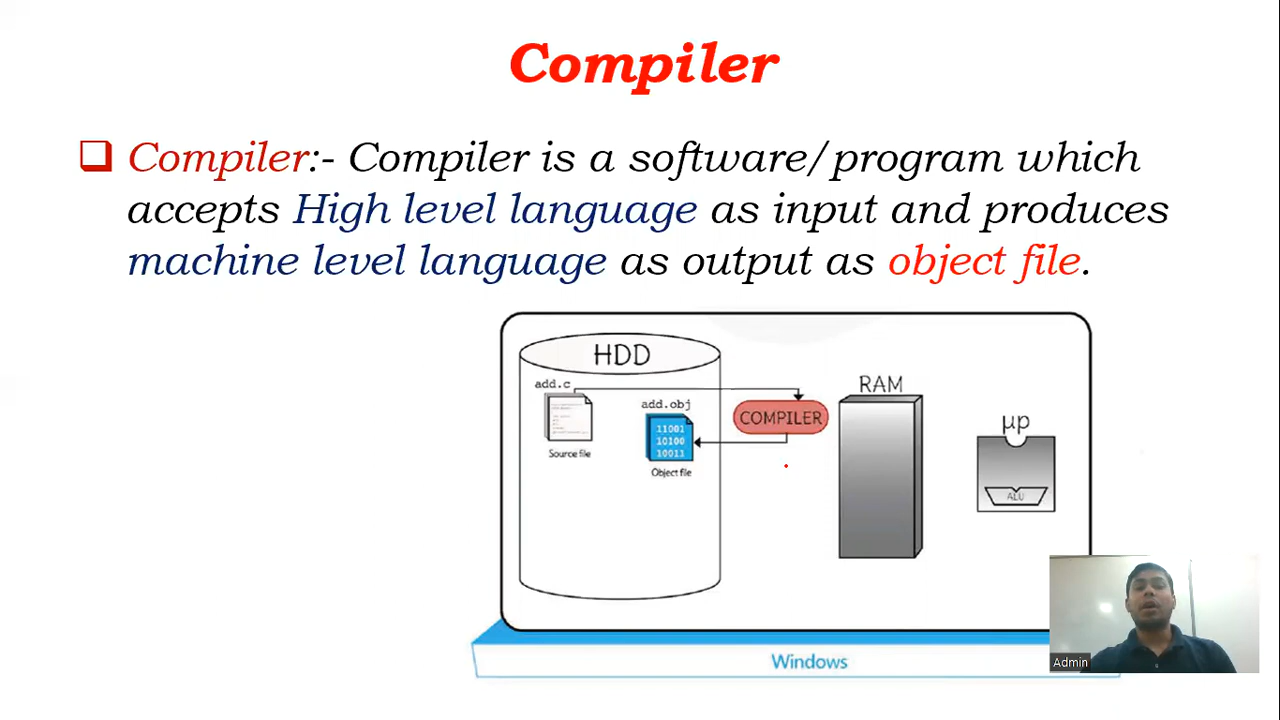 Compiler
Compiler:- Compiler is a software/program which
accepts High level language as input and produces
machine level language as output as object file.
HDD
add.c
Source file
add.obj
11001
10100
10011
Object file
COMPILER
RAM
μp
ALU
Windows
Admin